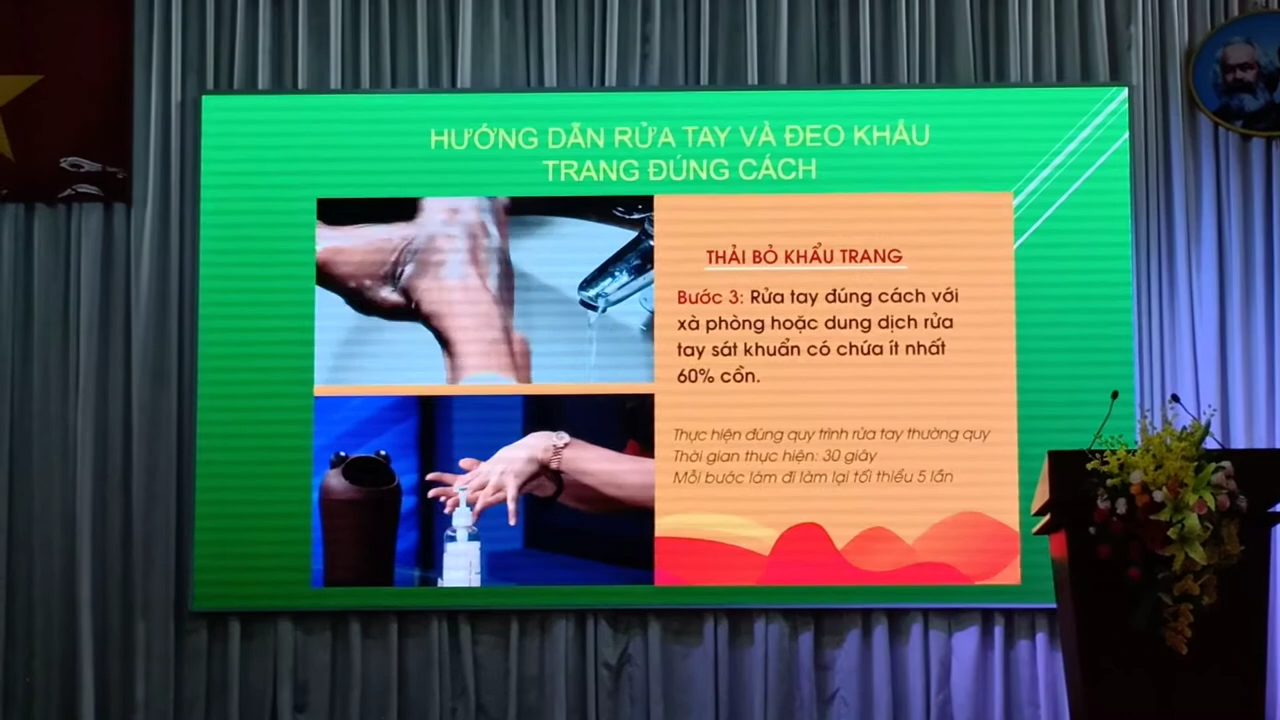 HƯỚNG DẪN RỬA TAY VÀ ĐEO KHẨU
TRANG ĐÚNG CÁCH
THẢI BỎ KHẨU TRANG
Bước 3: Rửa tay đúng cách với
xà phòng hoặc dung dịch rửa
tay sát khuẩn có chứa ít nhất
60% cồn.
Thực hiện đúng quy trình rửa tay thường quy
Thời gian thực hiện: 30 giây
Mỗi bước làm đi làm lại tối thiểu 5 lần